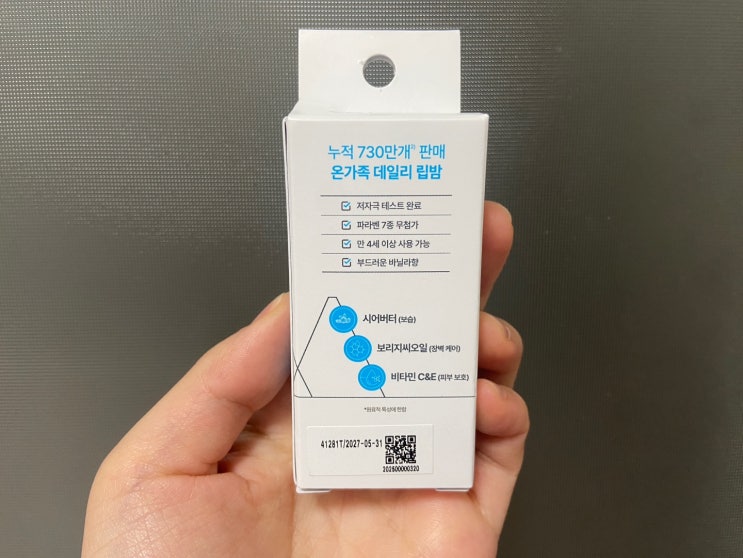 누적 730만개²⁾ 판매
온가족 데일리 립밤
저자극 테스트 완료
파라벤 7종 무첨가
만 4세 이상 사용 가능
부드러운 바닐라향
시어버터 (보습)
보리지씨오일 (장벽 케어)
비타민 C&E (피부 보호)
*원료적 특성에 한함
41281T/2027-05-31
202500000320